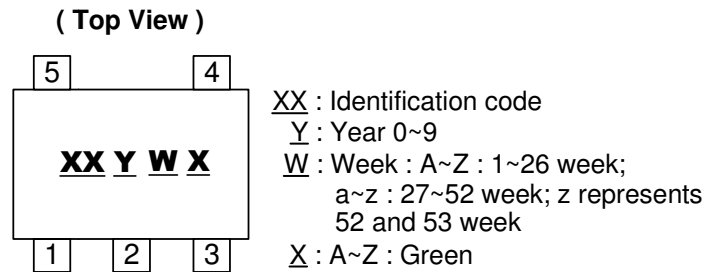 ( Top View )
5 4
XX Y W X
1 2 3
XX : Identification code
Y : Year 0~9
W : Week : A~Z : 1~26 week;
a~z : 27~52 week; z represents
52 and 53 week
X : A~Z : Green